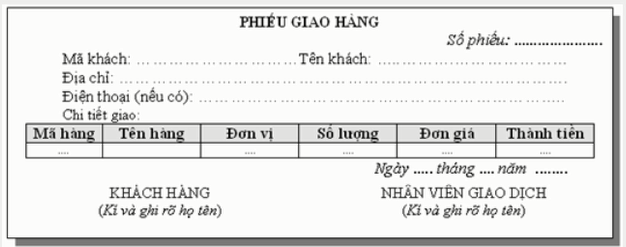 PHIẾU GIAO HÀNG
Số phiếu: .......................
Mã khách: ……………………… Tên khách: ……………………………
Địa chỉ: ……………………………………………………………………
Điện thoại (nếu có): ………………………………………………………
Chi tiết giao:
Mã hàng Tên hàng Đơn vị Số lượng Đơn giá Thành tiền
.... .... .... .... ....
Ngày ..... tháng .... năm ........
KHÁCH HÀNG NHÂN VIÊN GIAO DỊCH
(Kí và ghi rõ họ tên) (Kí và ghi rõ họ tên)